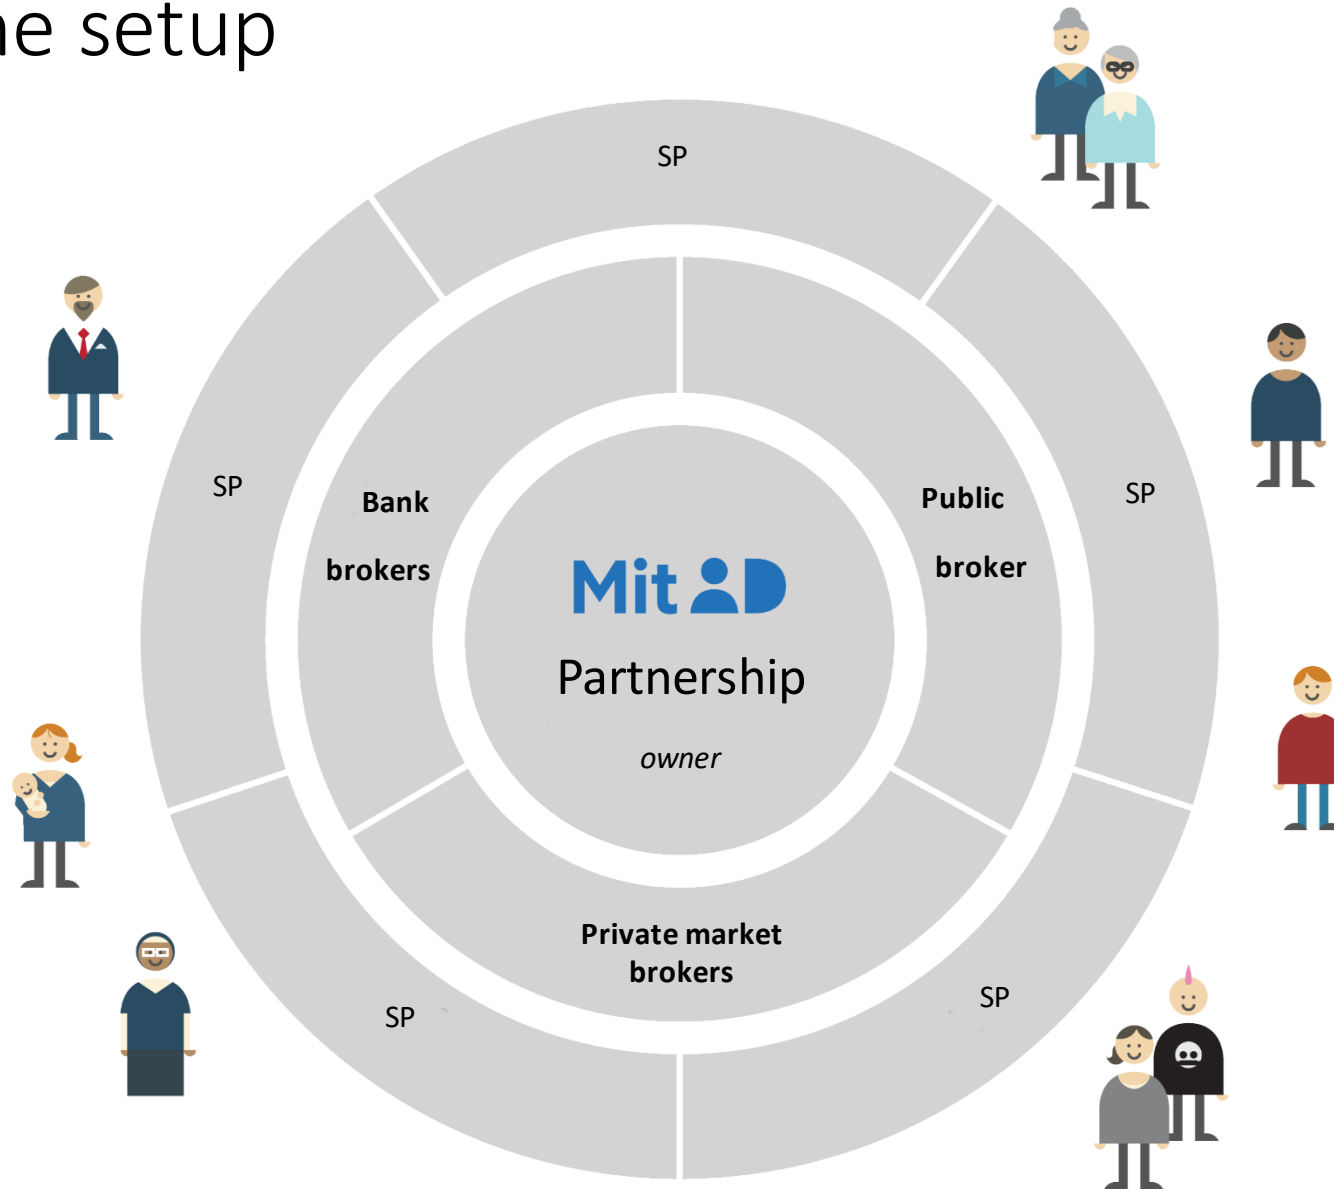 ne setup
SP
SP
SP
Bank
brokers
Public
broker
MitID
Partnership
owner
Private market
brokers
SP
SP